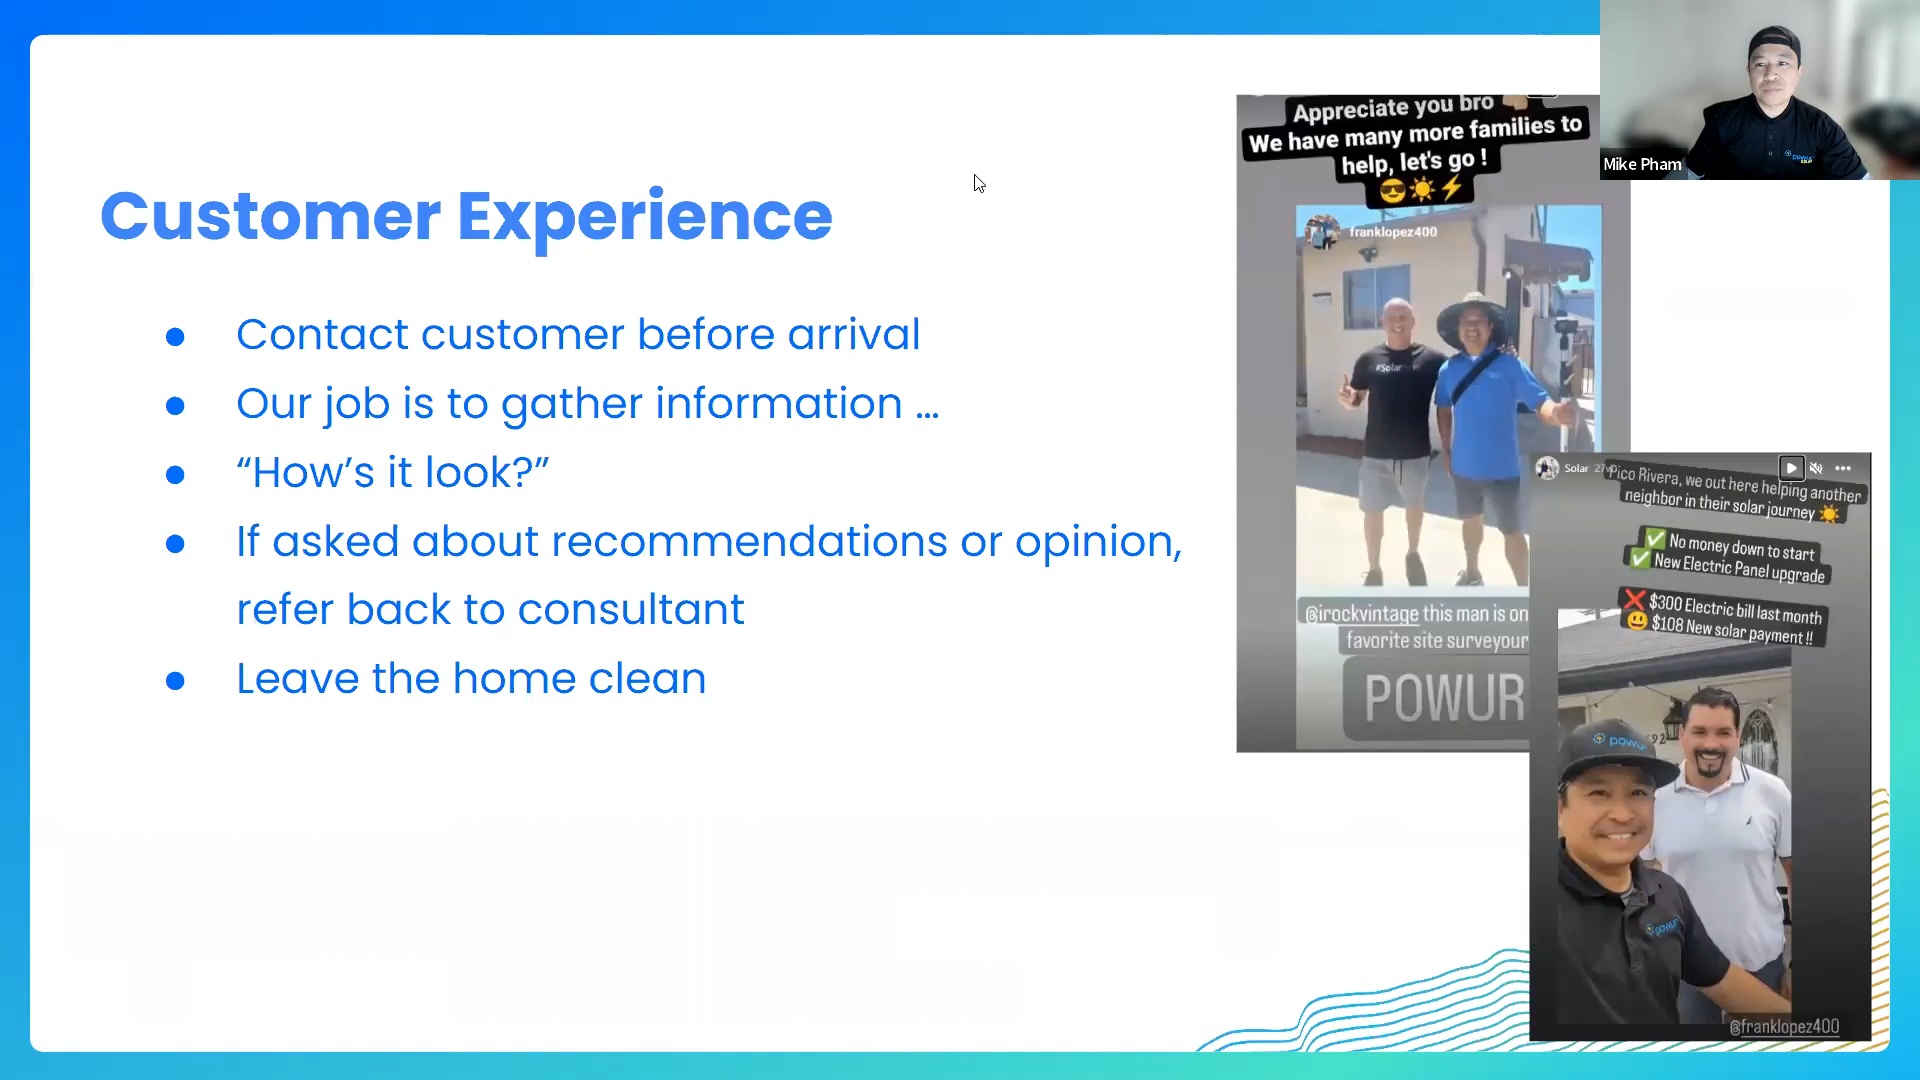 Customer Experience
● Contact customer before arrival
● Our job is to gather information ...
● “How’s it look?”
● If asked about recommendations or opinion,
refer back to consultant
● Leave the home clean
Appreciate you bro
We have many more families to
help, let's go !
franklopez400
#Solar
@irockvintage this man is on
favorite site surveyour
POWUR
Mike Pham
Solar
Pico Rivera, we out here helping another
neighbor in their solar journey
No money down to start
New Electric Panel upgrade
$300 Electric bill last month
$108 New solar payment !!
powur
powur
@franklopez400